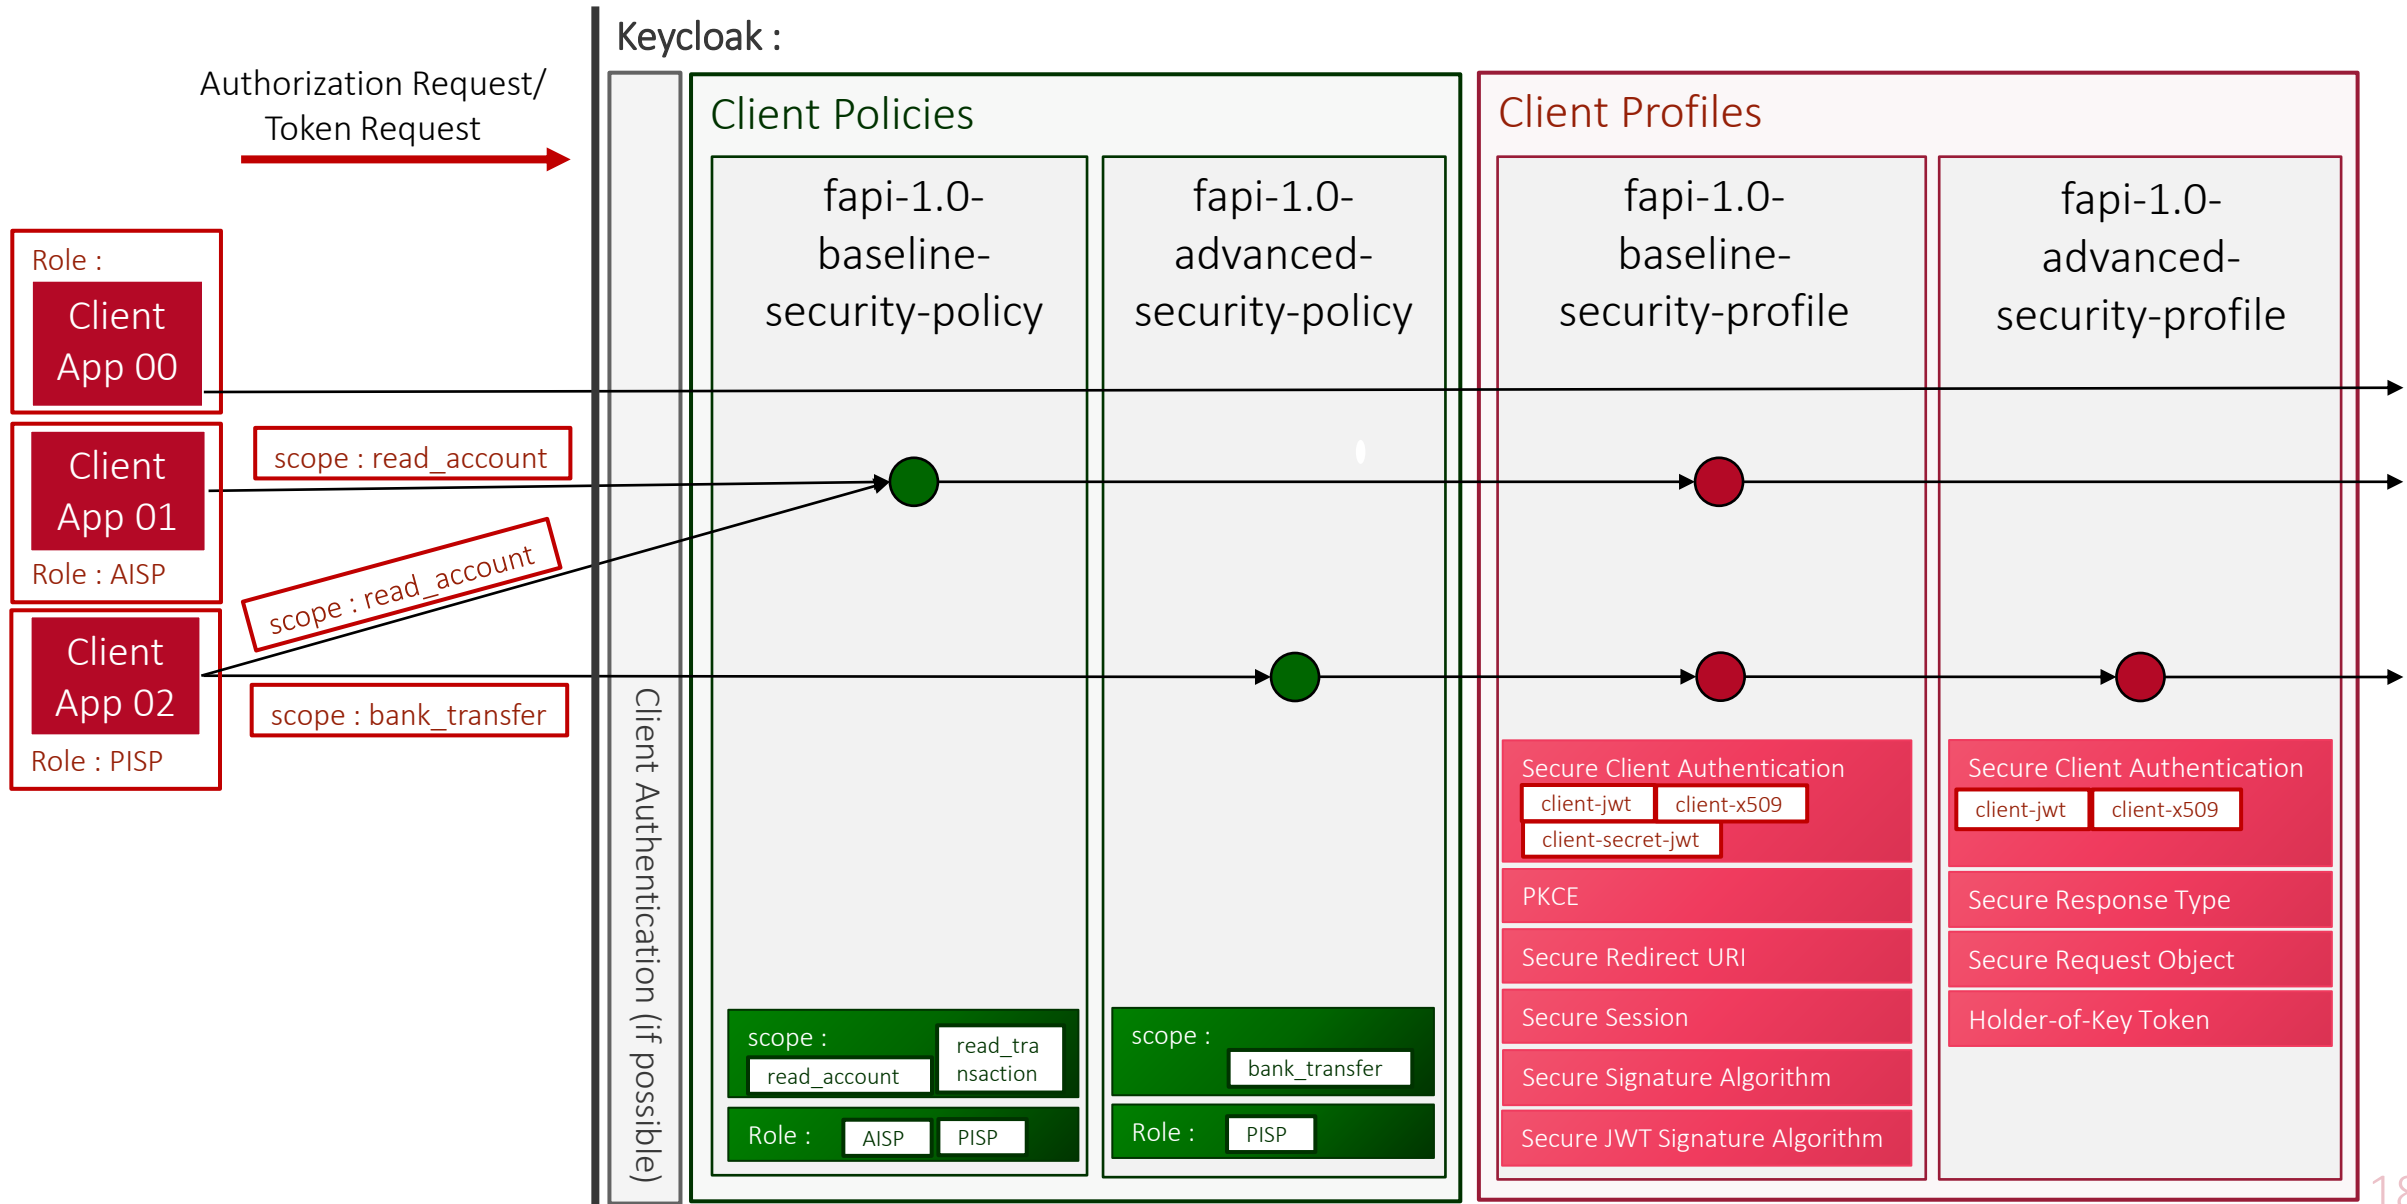 Keycloak :
Authorization Request/
Token Request
Role :
Client
App 00
Client
App 01
Role : AISP
Client
App 02
Role : PISP
scope : read_account
scope : read_account
scope : bank_transfer
Client Authentication (if possible)
Client Policies
fapi-1.0-
baseline-
security-policy
scope :
read_account
read_tra
nsaction
Role :
AISP
PISP
fapi-1.0-
advanced-
security-policy
scope :
bank_transfer
Role :
PISP
Client Profiles
fapi-1.0-
baseline-
security-profile
Secure Client Authentication
client-jwt
client-x509
client-secret-jwt
PKCE
Secure Redirect URI
Secure Session
Secure Signature Algorithm
Secure JWT Signature Algorithm
fapi-1.0-
advanced-
security-profile
Secure Client Authentication
client-jwt
client-x509
Secure Response Type
Secure Request Object
Holder-of-Key Token